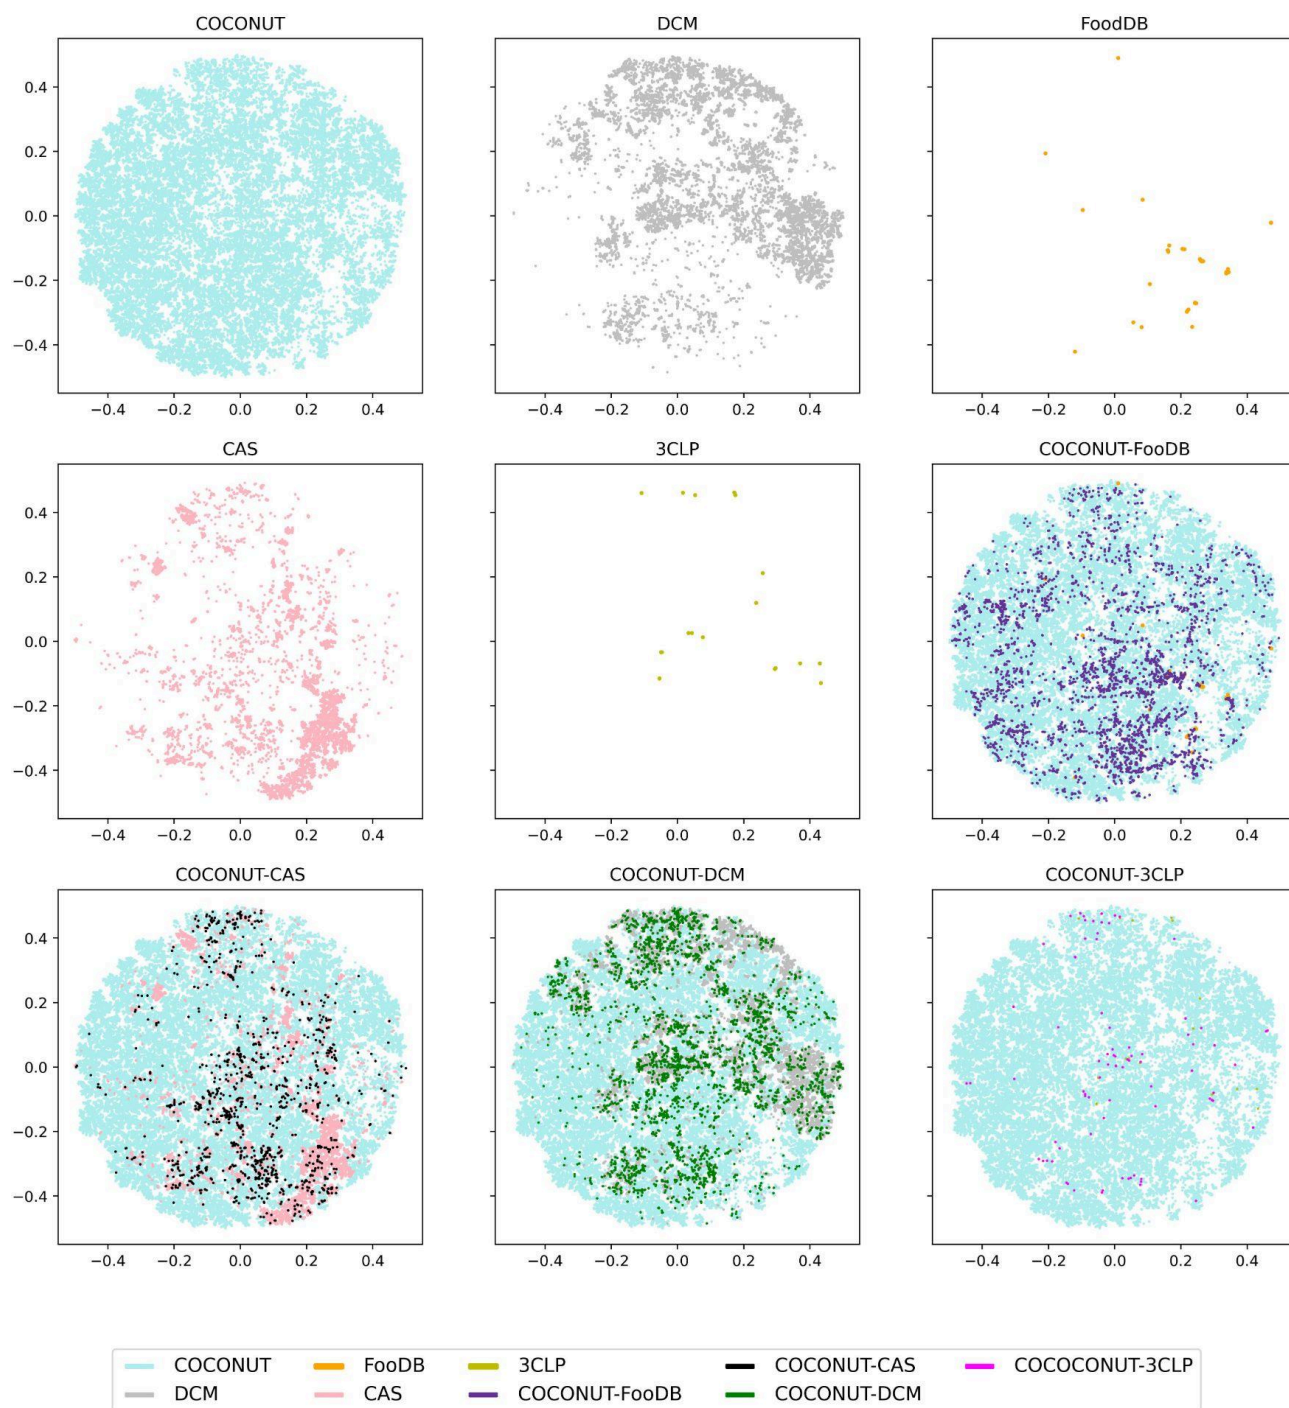 COCONUT DCM FoodDB
0.4
0.2
0.0
−0.2
−0.4
−0.4 −0.2 0.0 0.2 0.4 −0.4 −0.2 0.0 0.2 0.4 −0.4 −0.2 0.0 0.2 0.4
CAS 3CLP COCONUT-FooDB
0.4
0.2
0.0
−0.2
−0.4
−0.4 −0.2 0.0 0.2 0.4 −0.4 −0.2 0.0 0.2 0.4 −0.4 −0.2 0.0 0.2 0.4
COCONUT-CAS COCONUT-DCM COCONUT-3CLP
0.4
0.2
0.0
−0.2
−0.4
−0.4 −0.2 0.0 0.2 0.4 −0.4 −0.2 0.0 0.2 0.4 −0.4 −0.2 0.0 0.2 0.4
COCONUT FooDB 3CLP COCONUT-CAS COCOCONUT-3CLP
DCM CAS COCONUT-FooDB COCONUT-DCM